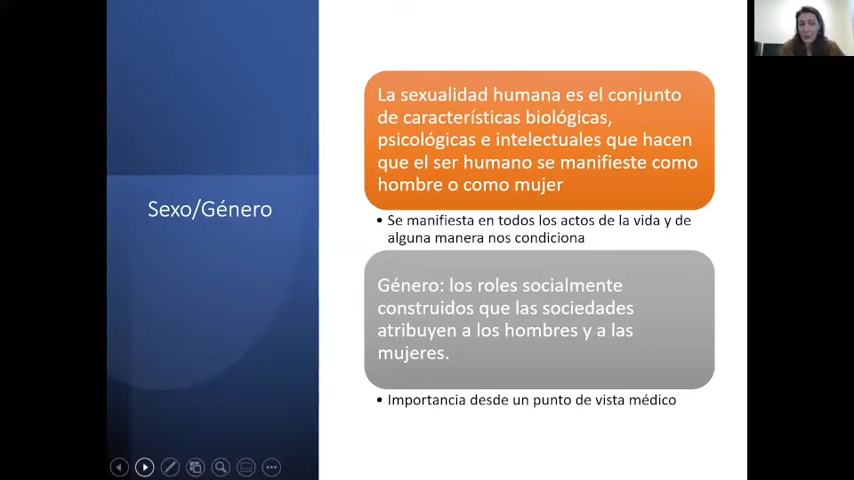 Sexo/Género
La sexualidad humana es el conjunto
de características biológicas,
psicológicas e intelectuales que hacen
que el ser humano se manifieste como
hombre o como mujer
• Se manifiesta en todos los actos de la vida y de
alguna manera nos condiciona
Género: los roles socialmente
construidos que las sociedades
atribuyen a los hombres y a las
mujeres.
• Importancia desde un punto de vista médico